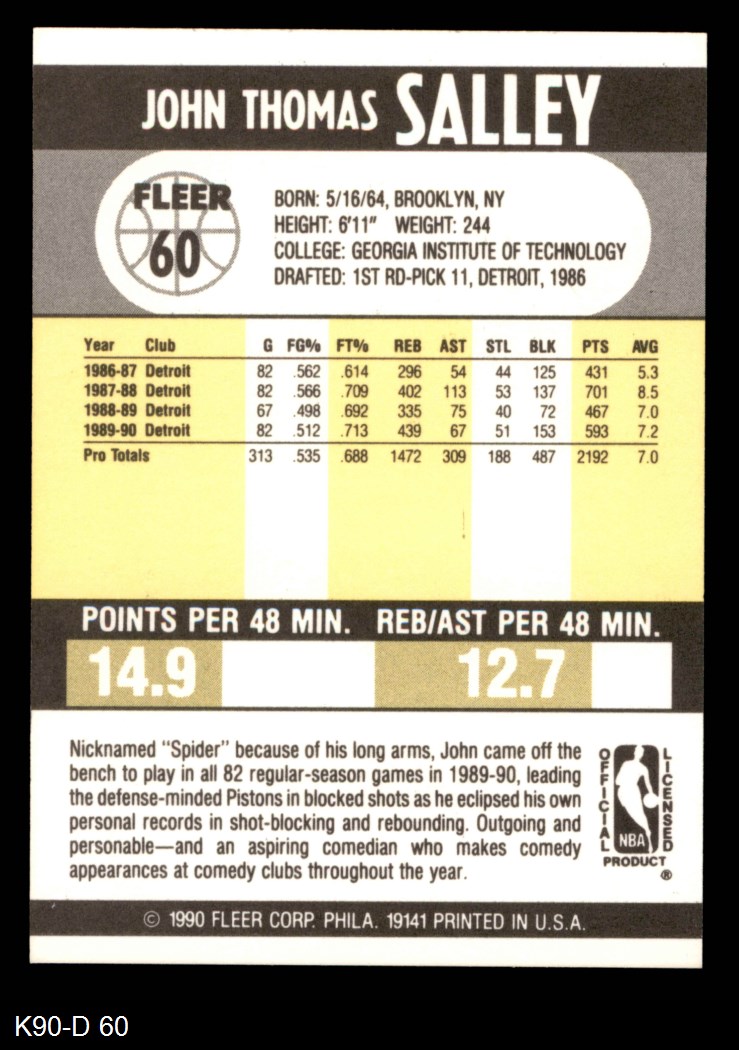 JOHN THOMAS SALLEY
FLEER
60
BORN: 5/16/64, BROOKLYN, NY
HEIGHT: 6'11" WEIGHT: 244
COLLEGE: GEORGIA INSTITUTE OF TECHNOLOGY
DRAFTED: 1ST RD-PICK 11, DETROIT, 1986
Year Club G FG% FT% REB AST STL BLK PTS AVG
1986-87 Detroit 82 .562 .614 296 54 44 125 431 5.3
1987-88 Detroit 82 .566 .709 402 113 53 137 701 8.5
1988-89 Detroit 67 .498 .692 335 75 40 72 467 7.0
1989-90 Detroit 82 .512 .713 439 67 51 153 593 7.2
Pro Totals 313 .535 .688 1472 309 188 487 2192 7.0
POINTS PER 48 MIN. REB/AST PER 48 MIN.
14.9 12.7
Nicknamed "Spider" because of his long arms, John came off the
bench to play in all 82 regular-season games in 1989-90, leading
the defense-minded Pistons in blocked shots as he eclipsed his own
personal records in shot-blocking and rebounding. Outgoing and
personable—and an aspiring comedian who makes comedy
appearances at comedy clubs throughout the year.
OFFICIAL
NBA
LICENSED
PRODUCT
®
© 1990 FLEER CORP. PHILA. 19141 PRINTED IN U.S.A.
K90-D 60